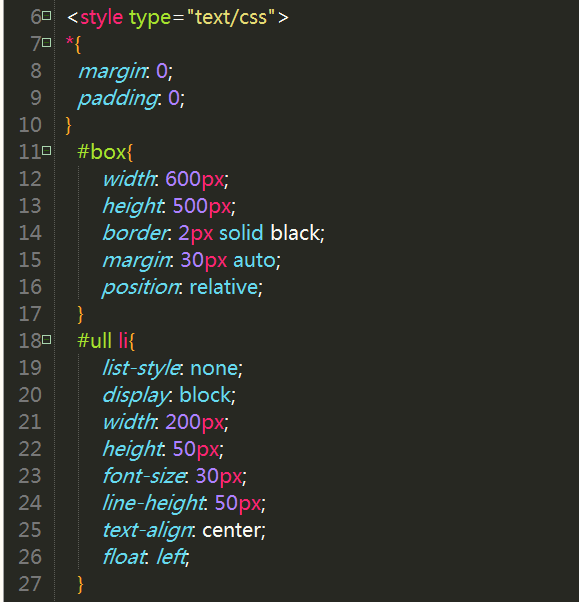 6 <style type="text/css">
7 *{
8 margin: 0;
9 padding: 0;
10 }
11 #box{
12 width: 600px;
13 height: 500px;
14 border: 2px solid black;
15 margin: 30px auto;
16 position: relative;
17 }
18 #ull li{
19 list-style: none;
20 display: block;
21 width: 200px;
22 height: 50px;
23 font-size: 30px;
24 line-height: 50px;
25 text-align: center;
26 float: left;
27 }